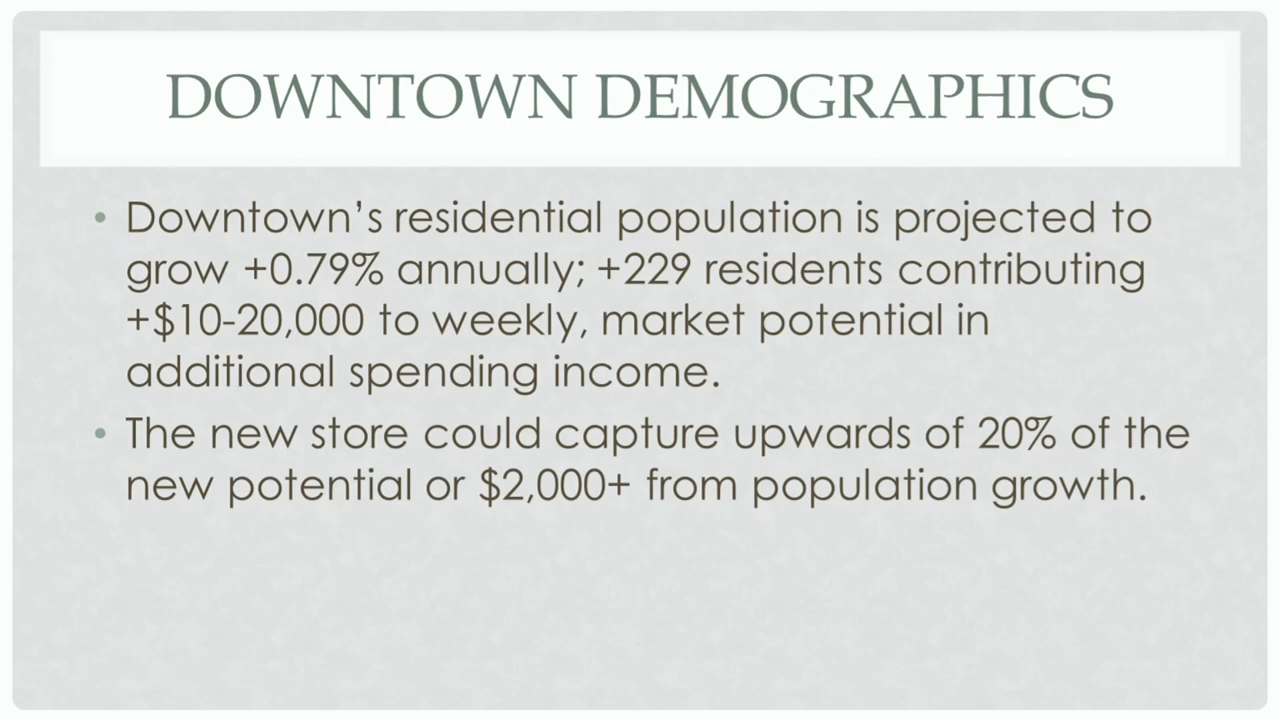 DOWNTOWN DEMOGRAPHICS
• Downtown’s residential population is projected to
grow +0.79% annually; +229 residents contributing
+$10-20,000 to weekly, market potential in
additional spending income.
• The new store could capture upwards of 20% of the
new potential or $2,000+ from population growth.